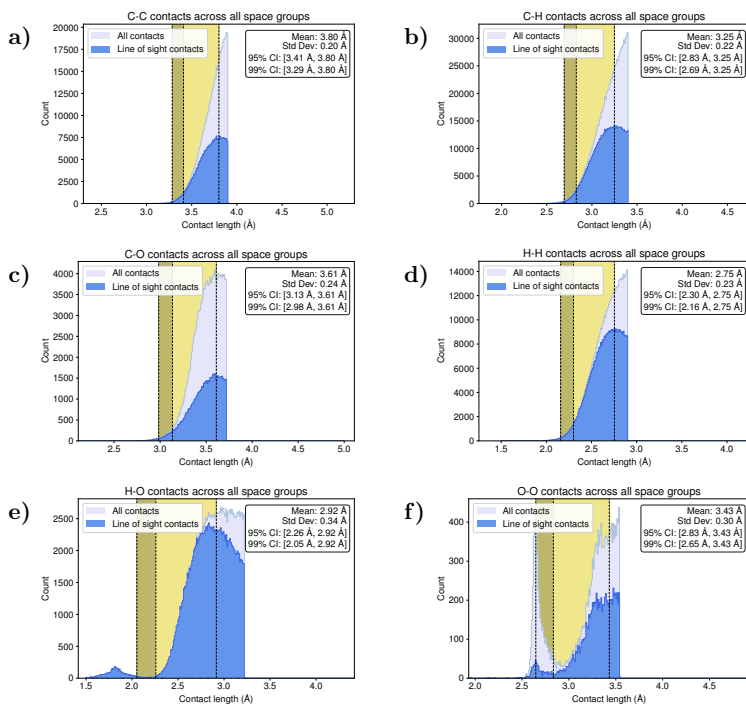 a)
C-C contacts across all space groups
All contacts
Line of sight contacts
Mean: 3.80 Å
Std Dev: 0.20 Å
95% CI: [3.41 Å, 3.80 Å]
99% CI: [3.29 Å, 3.80 Å]
Count
20000
17500
15000
12500
10000
7500
5000
2500
0
2.5 3.0 3.5 4.0 4.5 5.0
Contact length (Å)
b)
C-H contacts across all space groups
All contacts
Line of sight contacts
Mean: 3.25 Å
Std Dev: 0.22 Å
95% CI: [2.83 Å, 3.25 Å]
99% CI: [2.69 Å, 3.25 Å]
Count
30000
25000
20000
15000
10000
5000
0
2.0 2.5 3.0 3.5 4.0 4.5
Contact length (Å)
c)
C-O contacts across all space groups
All contacts
Line of sight contacts
Mean: 3.61 Å
Std Dev: 0.24 Å
95% CI: [3.13 Å, 3.61 Å]
99% CI: [2.98 Å, 3.61 Å]
Count
4000
3500
3000
2500
2000
1500
1000
500
0
2.5 3.0 3.5 4.0 4.5 5.0
Contact length (Å)
d)
H-H contacts across all space groups
All contacts
Line of sight contacts
Mean: 2.75 Å
Std Dev: 0.23 Å
95% CI: [2.30 Å, 2.75 Å]
99% CI: [2.16 Å, 2.75 Å]
Count
14000
12000
10000
8000
6000
4000
2000
0
1.5 2.0 2.5 3.0 3.5 4.0
Contact length (Å)
e)
H-O contacts across all space groups
All contacts
Line of sight contacts
Mean: 2.92 Å
Std Dev: 0.34 Å
95% CI: [2.26 Å, 2.92 Å]
99% CI: [2.05 Å, 2.92 Å]
Count
2500
2000
1500
1000
500
0
1.5 2.0 2.5 3.0 3.5 4.0
Contact length (Å)
f)
O-O contacts across all space groups
All contacts
Line of sight contacts
Mean: 3.43 Å
Std Dev: 0.30 Å
95% CI: [2.83 Å, 3.43 Å]
99% CI: [2.65 Å, 3.43 Å]
Count
400
300
200
100
0
2.0 2.5 3.0 3.5 4.0 4.5
Contact length (Å)